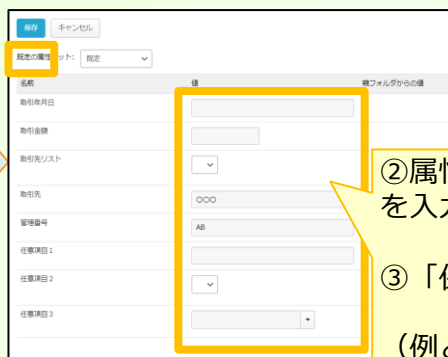 保存 キャンセル
既定の属性セット: 既定
名前 値 親フォルダからの値
取引年月日
取引金額
取引先リスト
取引先 〇〇〇
管理番号 AB
任意項目1
任意項目2
任意項目3
②属性
を入力
③「保
(例え